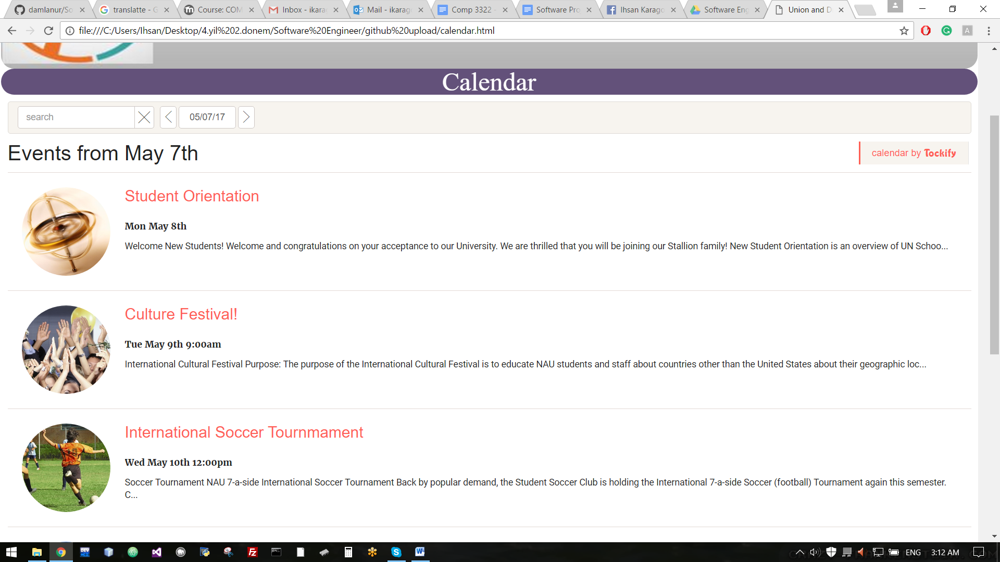 damlanur/So
translatte - G
Course: COM
Inbox - ikarag
Mail - ikarago
Comp 3322 -
Software Pro
Ihsan Karago
Software Eng
Union and D
file:///C:/Users/Ihsan/Desktop/4.yil%202.donem/Software%20Engineer/github%20upload/calendar.html
Calendar
search
05/07/17
Events from May 7th
calendar by Tockify
Student Orientation
Mon May 8th
Welcome New Students! Welcome and congratulations on your acceptance to our University. We are thrilled that you will be joining our Stallion family! New Student Orientation is an overview of UN Schoo...
Culture Festival!
Tue May 9th 9:00am
International Cultural Festival Purpose: The purpose of the International Cultural Festival is to educate NAU students and staff about countries other than the United States about their geographic loc...
International Soccer Tournmament
Wed May 10th 12:00pm
Soccer Tournament NAU 7-a-side International Soccer Tournament Back by popular demand, the Student Soccer Club is holding the International 7-a-side Soccer (football) Tournament again this semester.
C...
ENG
3:12 AM